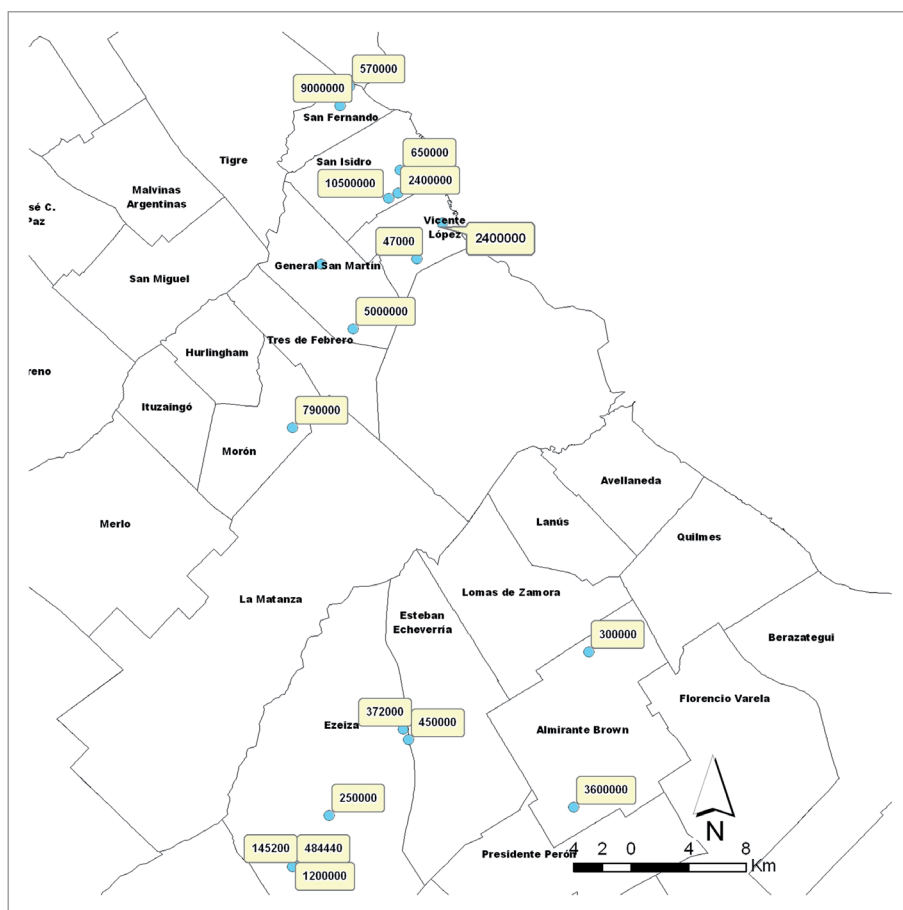 570000
9000000
San Fernando
650000
San Isidro
Tigre
2400000
10500000
Malvinas
Argentinas
sé C.
Paz
Vicente
López
47000
2400000
General San Martín
San Miguel
5000000
Tres de Febrero
Hurlingham
reno
Ituzaingó
790000
Morón
Avellaneda
Lanús
Merlo
Quilmes
Lomas de Zamora
La Matanza
Esteban
Echeverría
300000
Berazategui
Florencio Varela
372000
450000
Ezeiza
Almirante Brown
250000
3600000
N
145200
484440
1200000
Presidente Perón
4 2 0 4 8
Km